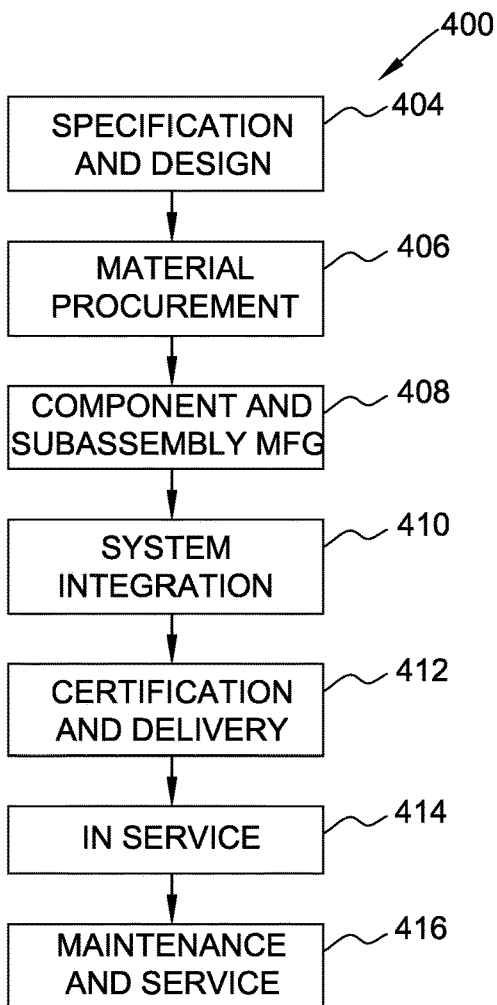 400
SPECIFICATION
AND DESIGN
404
MATERIAL
PROCUREMENT
406
COMPONENT AND
SUBASSEMBLY MFG
408
SYSTEM
INTEGRATION
410
CERTIFICATION
AND DELIVERY
412
IN SERVICE
414
MAINTENANCE
AND SERVICE
416